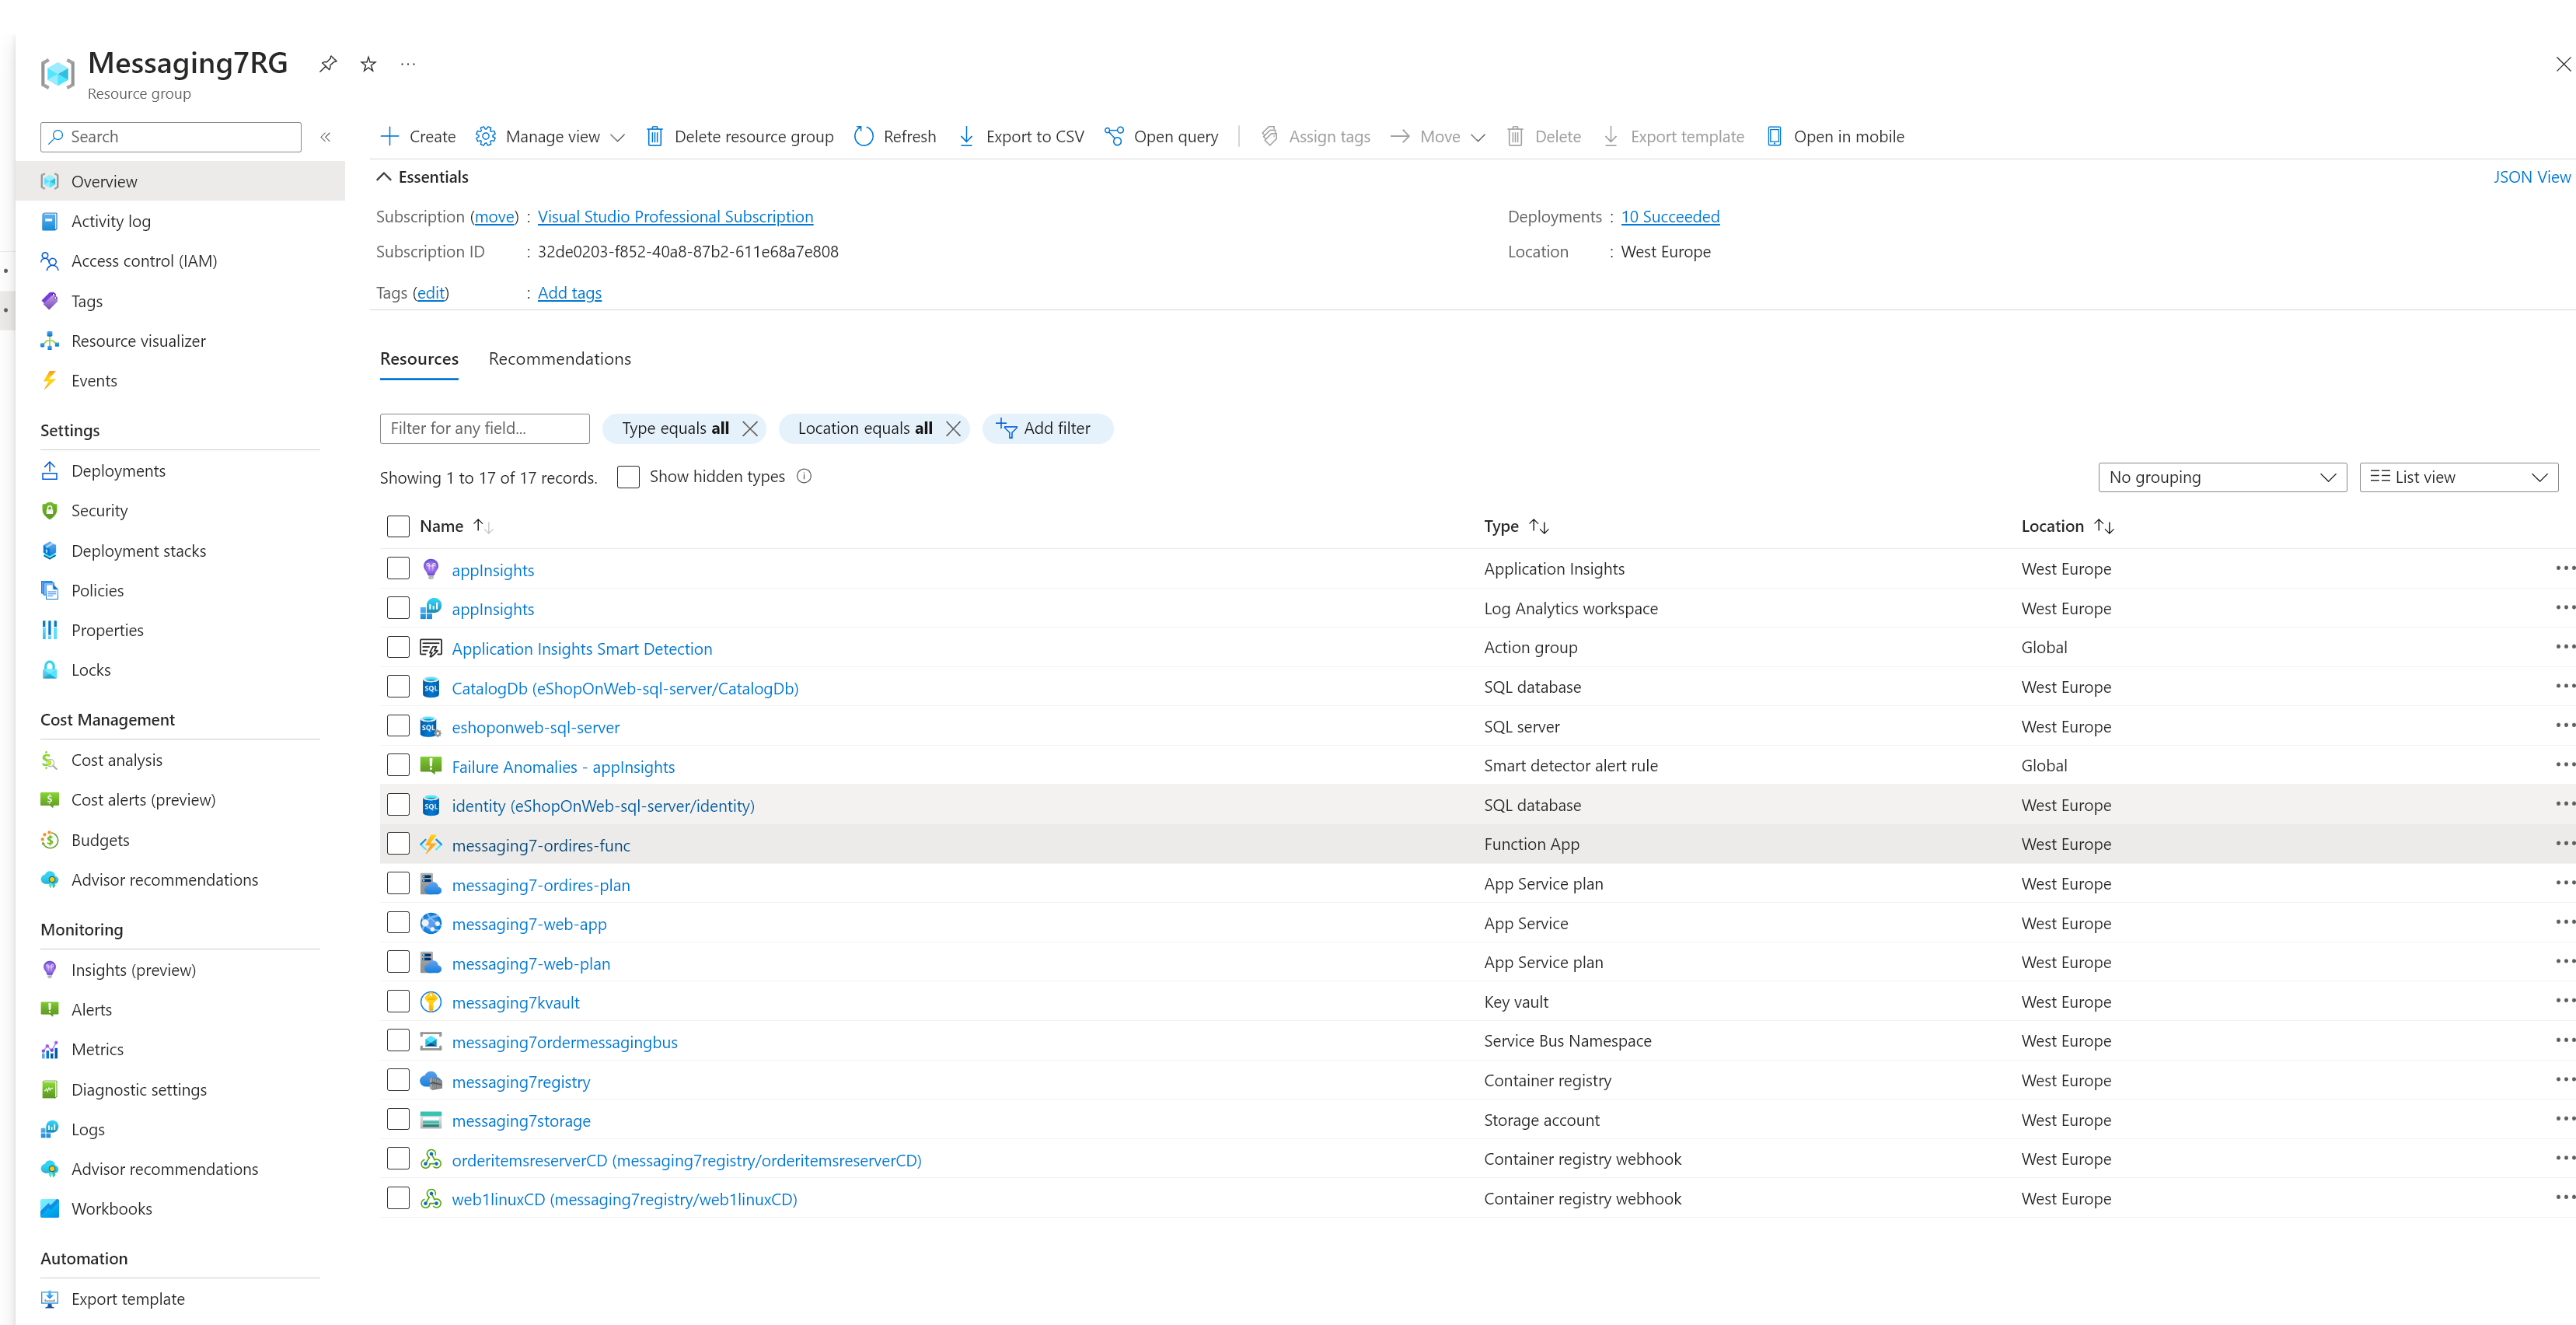 Messaging7RG
Resource group
Search
Create Manage view Delete resource group Refresh Export to CSV Open query Assign tags Move Delete Export template Open in mobile
Overview
Activity log
Access control (IAM)
Tags
Resource visualizer
Events
Settings
Deployments
Security
Deployment stacks
Policies
Properties
Locks
Cost Management
Cost analysis
Cost alerts (preview)
Budgets
Advisor recommendations
Monitoring
Insights (preview)
Alerts
Metrics
Diagnostic settings
Logs
Advisor recommendations
Workbooks
Automation
Export template
Essentials JSON View
Subscription (move) : Visual Studio Professional Subscription Deployments : 10 Succeeded
Subscription ID : 32de0203-f852-40a8-87b2-611e68a7e808 Location : West Europe
Tags (edit) : Add tags
Resources Recommendations
Filter for any field... Type equals all Location equals all Add filter
Showing 1 to 17 of 17 records. Show hidden types No grouping List view
Name Type Location
appInsights Application Insights West Europe
appInsights Log Analytics workspace West Europe
Application Insights Smart Detection Action group Global
CatalogDb (eShopOnWeb-sql-server/CatalogDb) SQL database West Europe
eshoponweb-sql-server SQL server West Europe
Failure Anomalies - appInsights Smart detector alert rule Global
identity (eShopOnWeb-sql-server/identity) SQL database West Europe
messaging7-ordires-func Function App West Europe
messaging7-ordires-plan App Service plan West Europe
messaging7-web-app App Service West Europe
messaging7-web-plan App Service plan West Europe
messaging7kvault Key vault West Europe
messaging7ordermessagingbus Service Bus Namespace West Europe
messaging7registry Container registry West Europe
messaging7storage Storage account West Europe
orderitemsreserverCD (messaging7registry/orderitemsreserverCD) Container registry webhook West Europe
web1linuxCD (messaging7registry/web1linuxCD) Container registry webhook West Europe